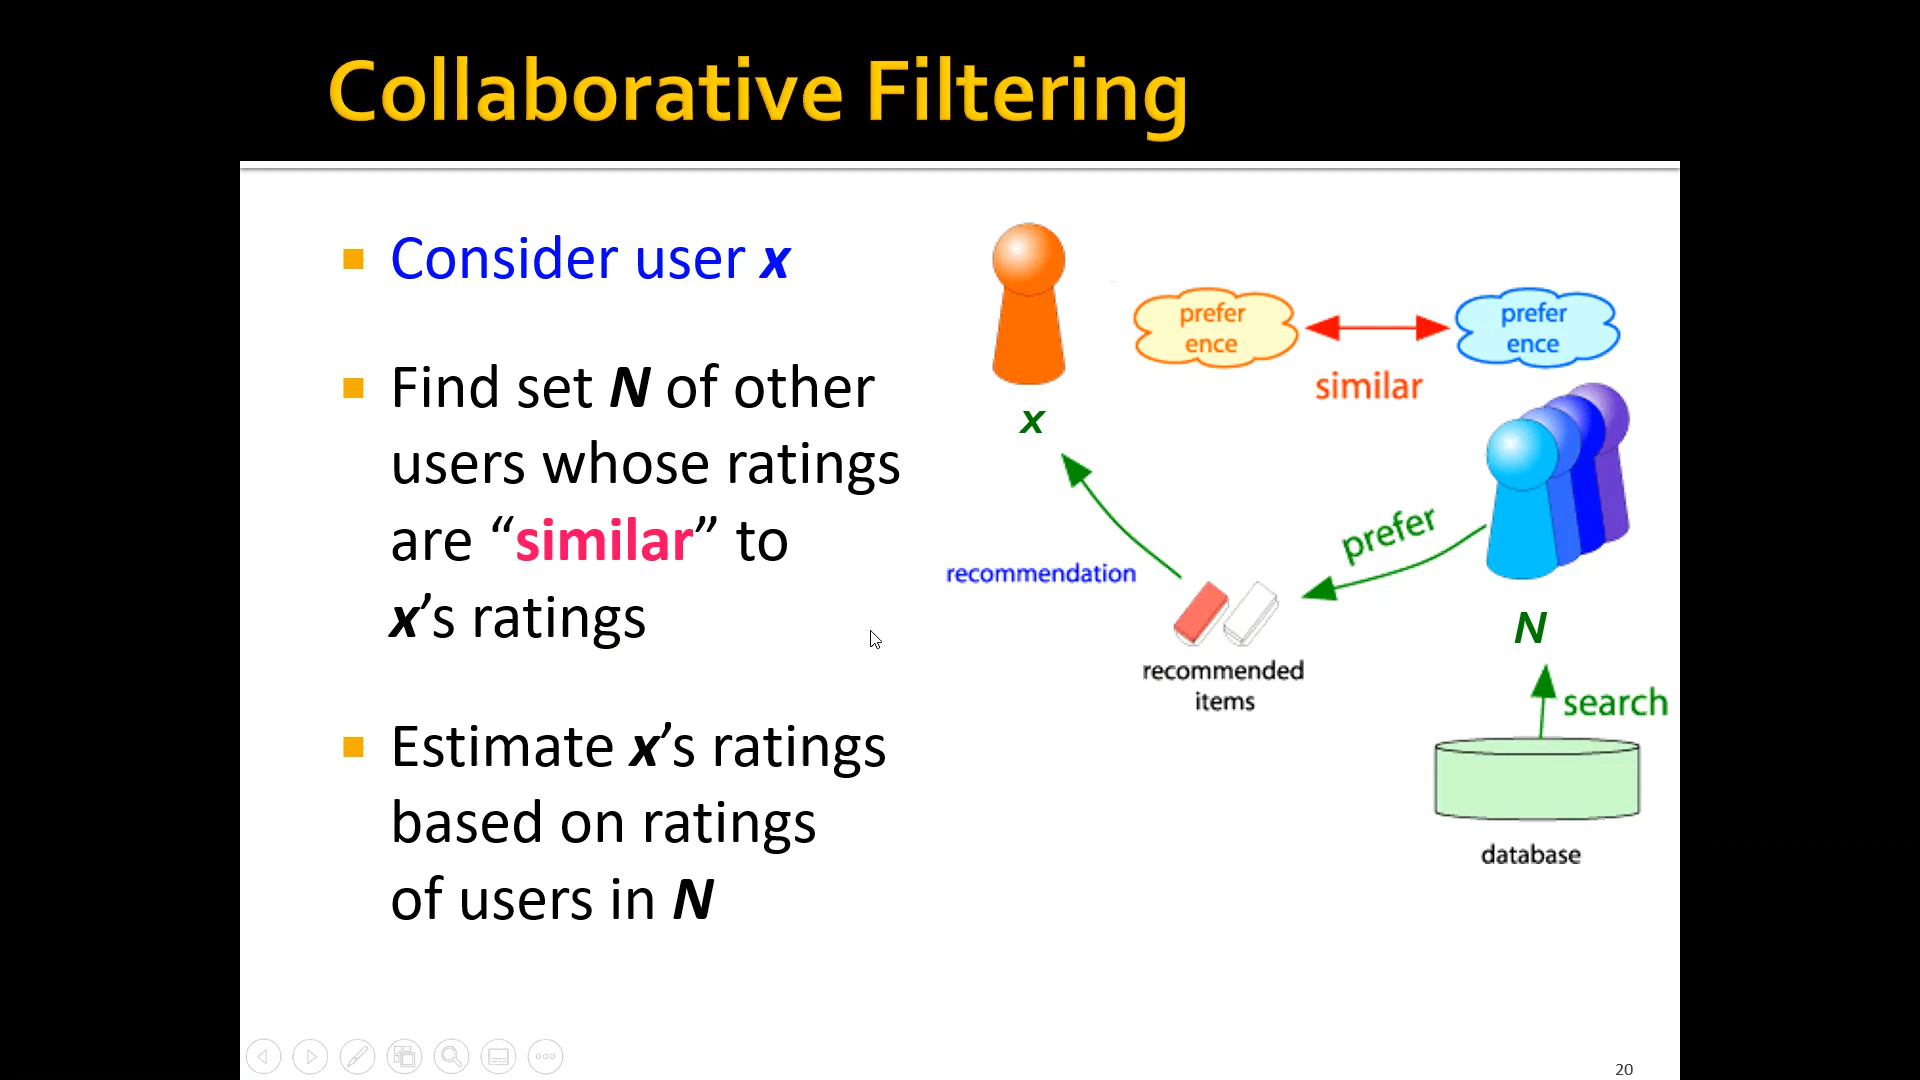 Collaborative Filtering
Consider user x
Find set N of other
users whose ratings
are “similar” to
x’s ratings
Estimate x’s ratings
based on ratings
of users in N
prefer
ence
prefer
ence
similar
x
prefer
recommendation
N
recommended
items
search
database
20